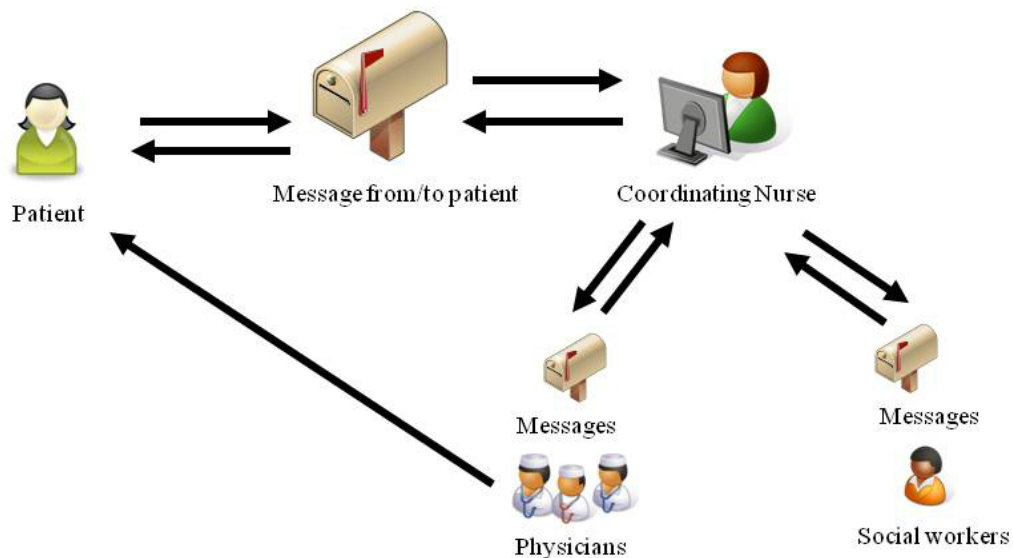 Message from/to patient
Coordinating Nurse
Patient
Messages
Messages
Physicians
Social workers